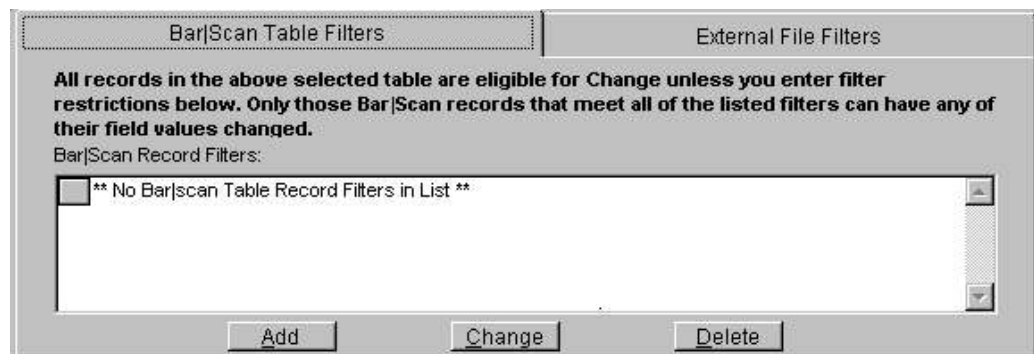 Bar|Scan Table Filters
External File Filters
All records in the above selected table are eligible for Change unless you enter filter
restrictions below. Only those Bar|Scan records that meet all of the listed filters can have any of
their field values changed.
Bar|Scan Record Filters:
** No Bar|scan Table Record Filters in List **
Add
Change
Delete